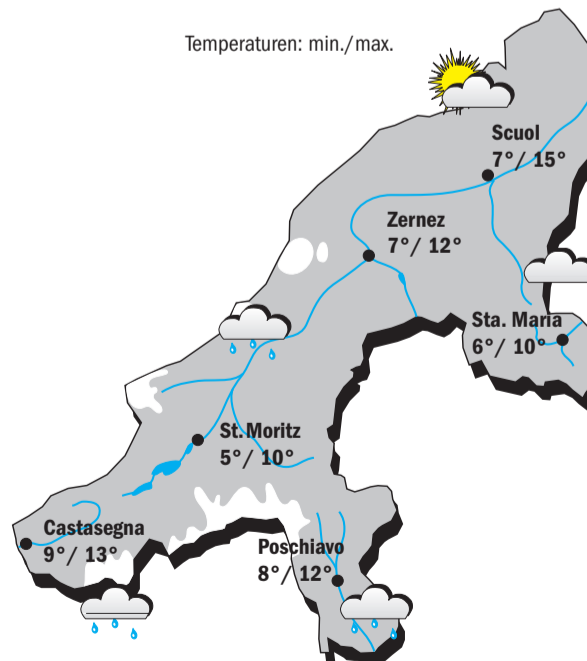 Temperaturen: min./max.
Scuol
7°/ 15°
Zernez
7°/ 12°
Sta. Maria
6°/ 10°
St. Moritz
5°/ 10°
Castasegna
9°/ 13°
Poschiavo
8°/ 12°